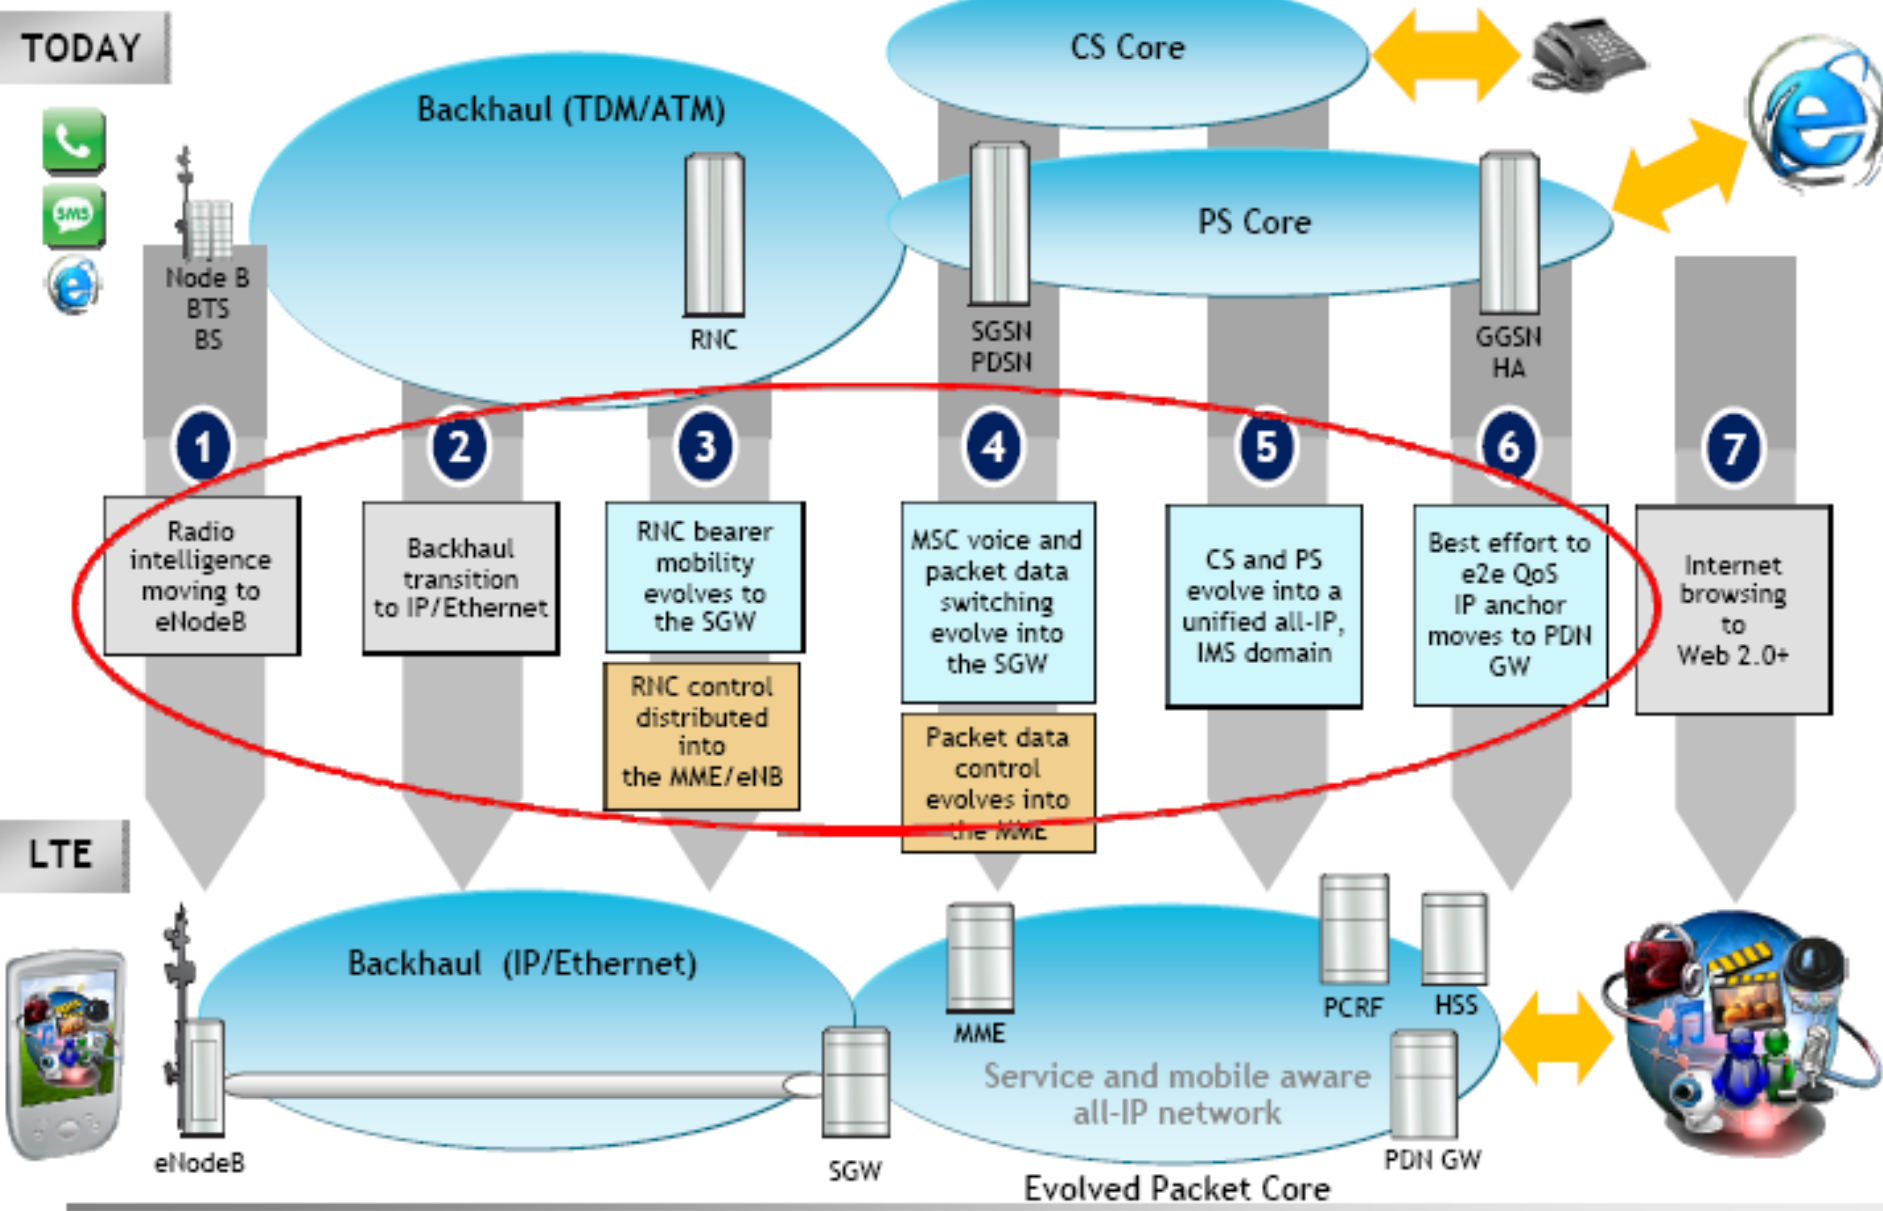 TODAY
CS Core
Backhaul (TDM/ATM)
SMS
PS Core
Node B
BTS
BS
RNC
SGSN
PDSN
GGSN
HA
1
2
3
4
5
6
7
Radio
intelligence
moving to
eNodeB
Backhaul
transition
to IP/Ethernet
RNC bearer
mobility
evolves to
the SGW
RNC control
distributed
into
the MME/eNB
MSC voice and
packet data
switching
evolve into
the SGW
Packet data
control
evolves into
the MME
CS and PS
evolve into a
unified all-IP,
IMS domain
Best effort to
e2e QoS
IP anchor
moves to PDN
GW
Internet
browsing
to
Web 2.0+
LTE
Backhaul (IP/Ethernet)
MME
PCRF
HSS
Service and mobile aware
all-IP network
eNodeB
SGW
PDN GW
Evolved Packet Core